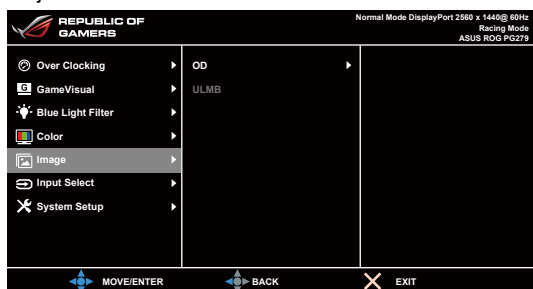 REPUBLIC OF
GAMERS
Normal Mode DisplayPort 2560 x 1440@ 60Hz
Racing Mode
ASUS ROG PG279
Over Clocking
GameVisual
Blue Light Filter
Color
Image
Input Select
System Setup
OD
ULMB
MOVE/ENTER
BACK
EXIT